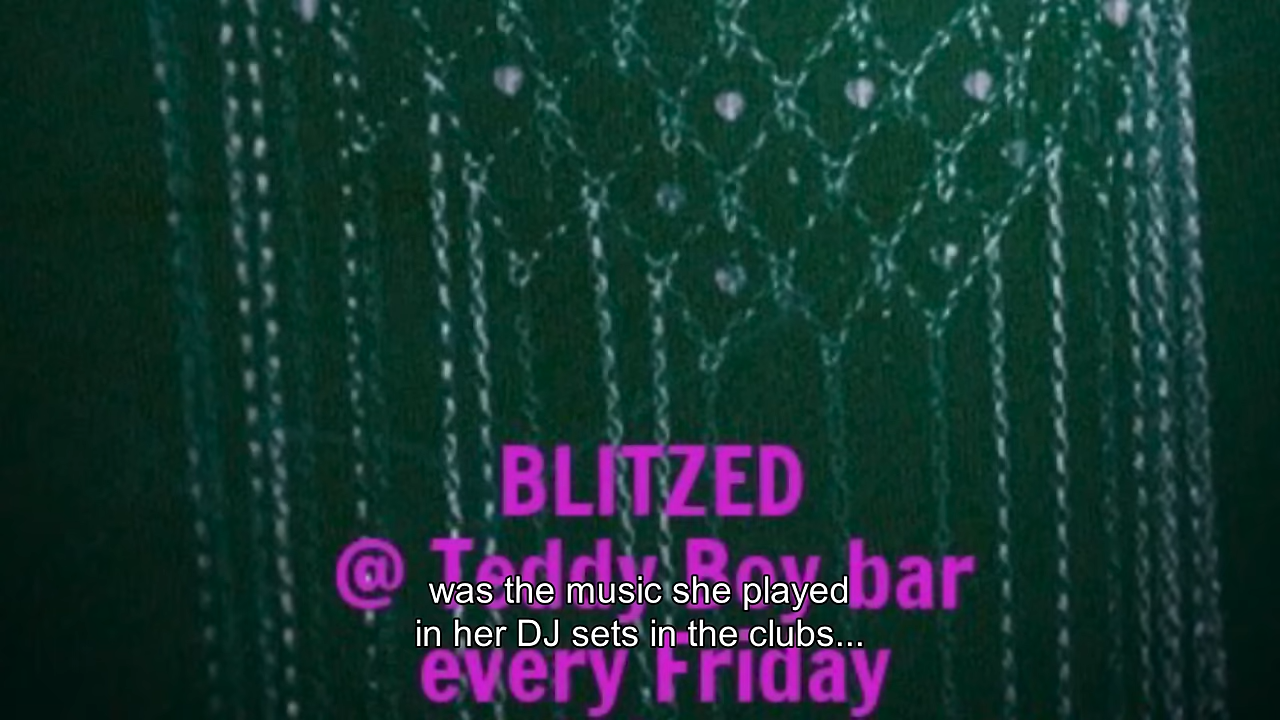 BLITZED
@ Teddy Boy bar
was the music she played
in her DJ sets in the clubs...
every Friday